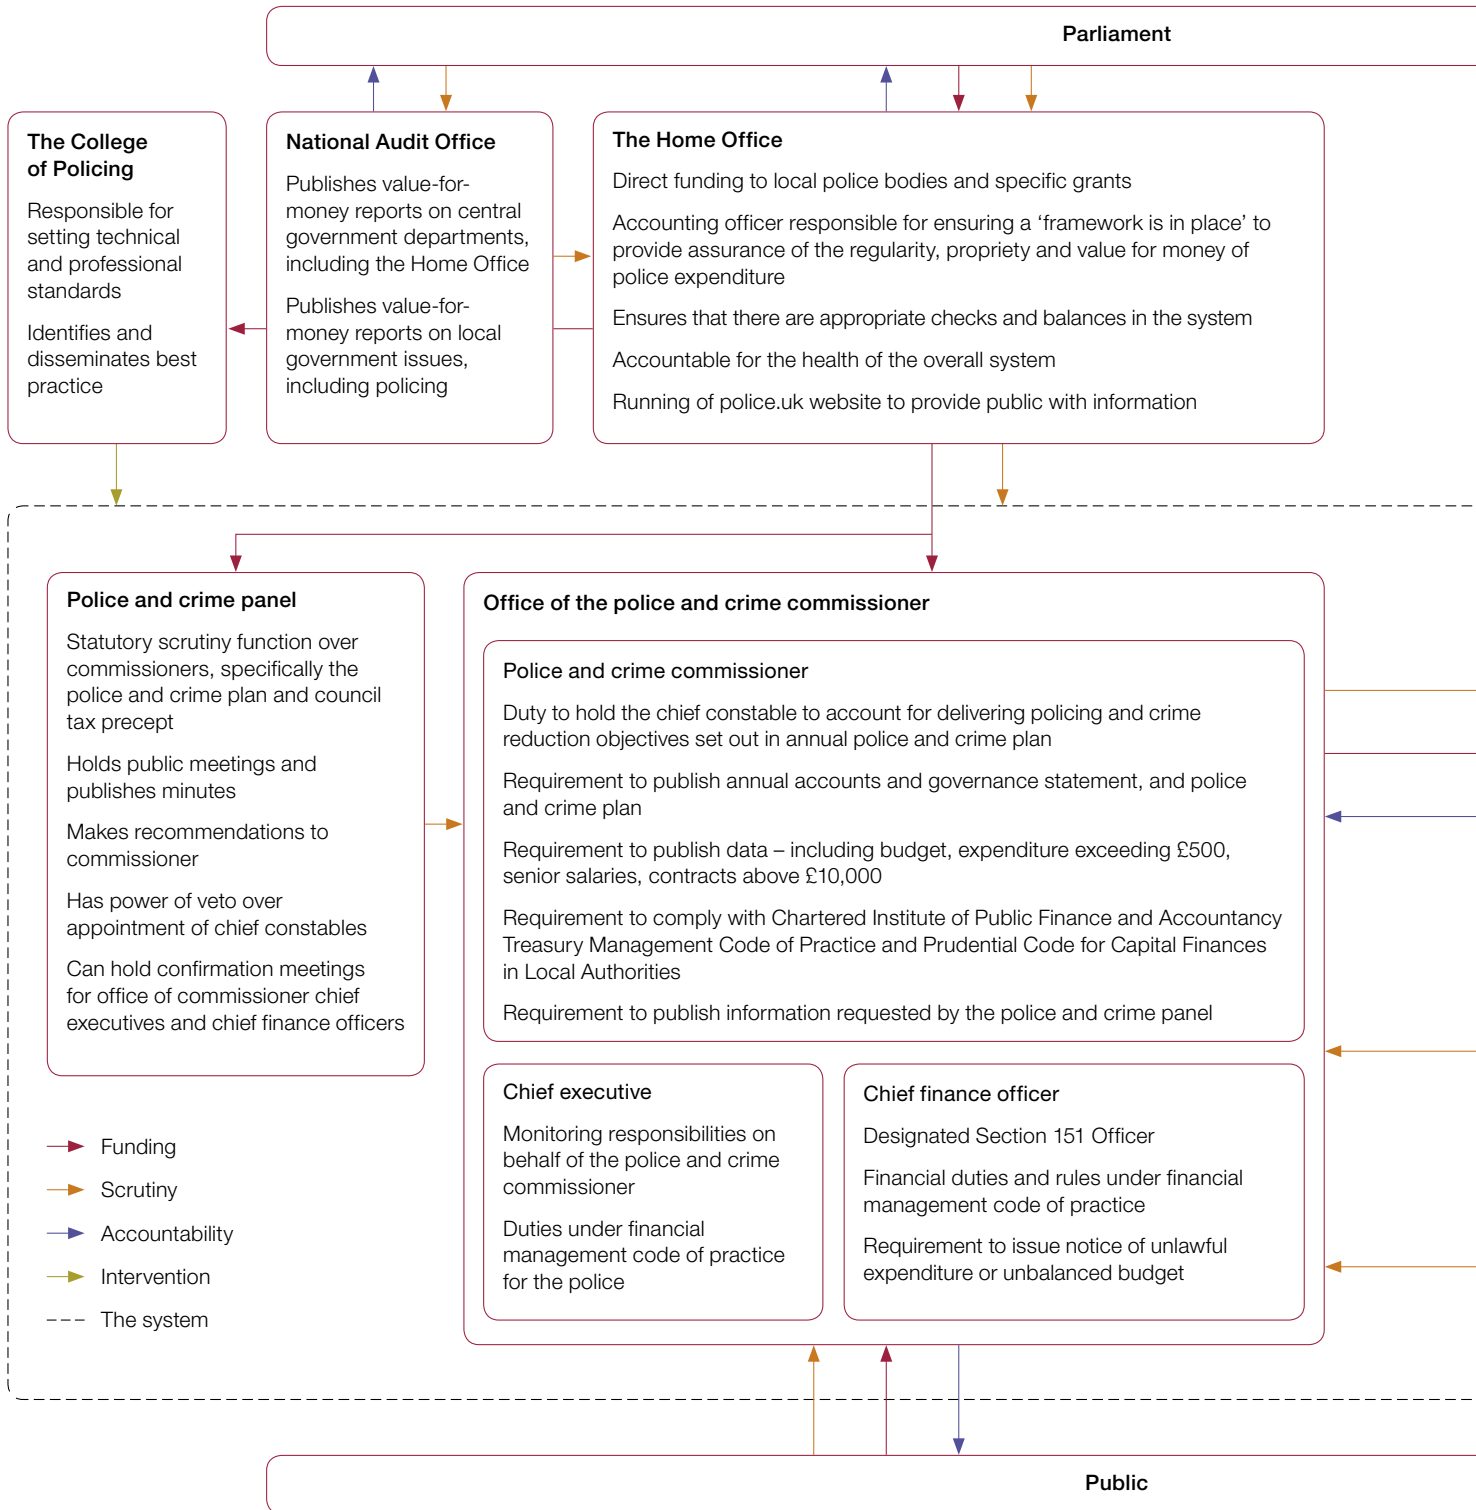 Parliament
The College
of Policing
Responsible for
setting technical
and professional
standards
Identifies and
disseminates best
practice
National Audit Office
Publishes value-for-
money reports on central
government departments,
including the Home Office
Publishes value-for-
money reports on local
government issues,
including policing
The Home Office
Direct funding to local police bodies and specific grants
Accounting officer responsible for ensuring a ‘framework is in place’ to
provide assurance of the regularity, propriety and value for money of
police expenditure
Ensures that there are appropriate checks and balances in the system
Accountable for the health of the overall system
Running of police.uk website to provide public with information
Police and crime panel
Statutory scrutiny function over
commissioners, specifically the
police and crime plan and council
tax precept
Holds public meetings and
publishes minutes
Makes recommendations to
commissioner
Has power of veto over
appointment of chief constables
Can hold confirmation meetings
for office of commissioner chief
executives and chief finance officers
Office of the police and crime commissioner
Police and crime commissioner
Duty to hold the chief constable to account for delivering policing and crime
reduction objectives set out in annual police and crime plan
Requirement to publish annual accounts and governance statement, and police
and crime plan
Requirement to publish data – including budget, expenditure exceeding £500,
senior salaries, contracts above £10,000
Requirement to comply with Chartered Institute of Public Finance and Accountancy
Treasury Management Code of Practice and Prudential Code for Capital Finances
in Local Authorities
Requirement to publish information requested by the police and crime panel
Chief executive
Monitoring responsibilities on
behalf of the police and crime
commissioner
Duties under financial
management code of practice
for the police
Chief finance officer
Designated Section 151 Officer
Financial duties and rules under financial
management code of practice
Requirement to issue notice of unlawful
expenditure or unbalanced budget
Funding
Scrutiny
Accountability
Intervention
The system
Public